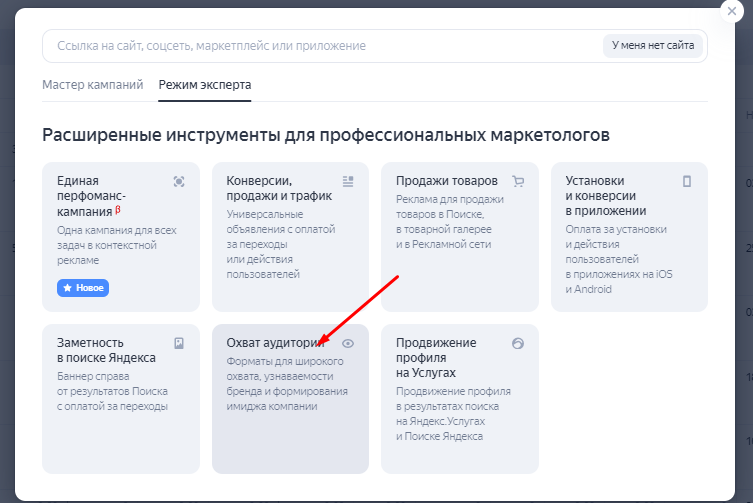 Ссылка на сайт, соцсеть, маркетплейс или приложение
У меня нет сайта
Мастер кампаний
Режим эксперта
Расширенные инструменты для профессиональных маркетологов
Единая
перфоманс-
кампания β
Одна кампания для всех
задач в контекстной
рекламе
Новое
Конверсии,
продажи и трафик
Универсальные
объявления с оплатой
за переходы
или действия
пользователей
Продажи товаров
Реклама для продажи
товаров в Поиске,
в товарной галерее
и в Рекламной сети
Установки
и конверсии
в приложении
Оплата за установки
и действия
пользователей
в приложениях на iOS
и Android
Заметность
в поиске Яндекса
Баннер справа
от результатов Поиска
с оплатой за переходы
Охват аудитории
Форматы для широкого
охвата, узнаваемости
бренда и формирования
имиджа компании
Продвижение
профиля
на Услугах
Продвижение профиля
в результатах поиска
на Яндекс.Услугах
и Поиске Яндекса